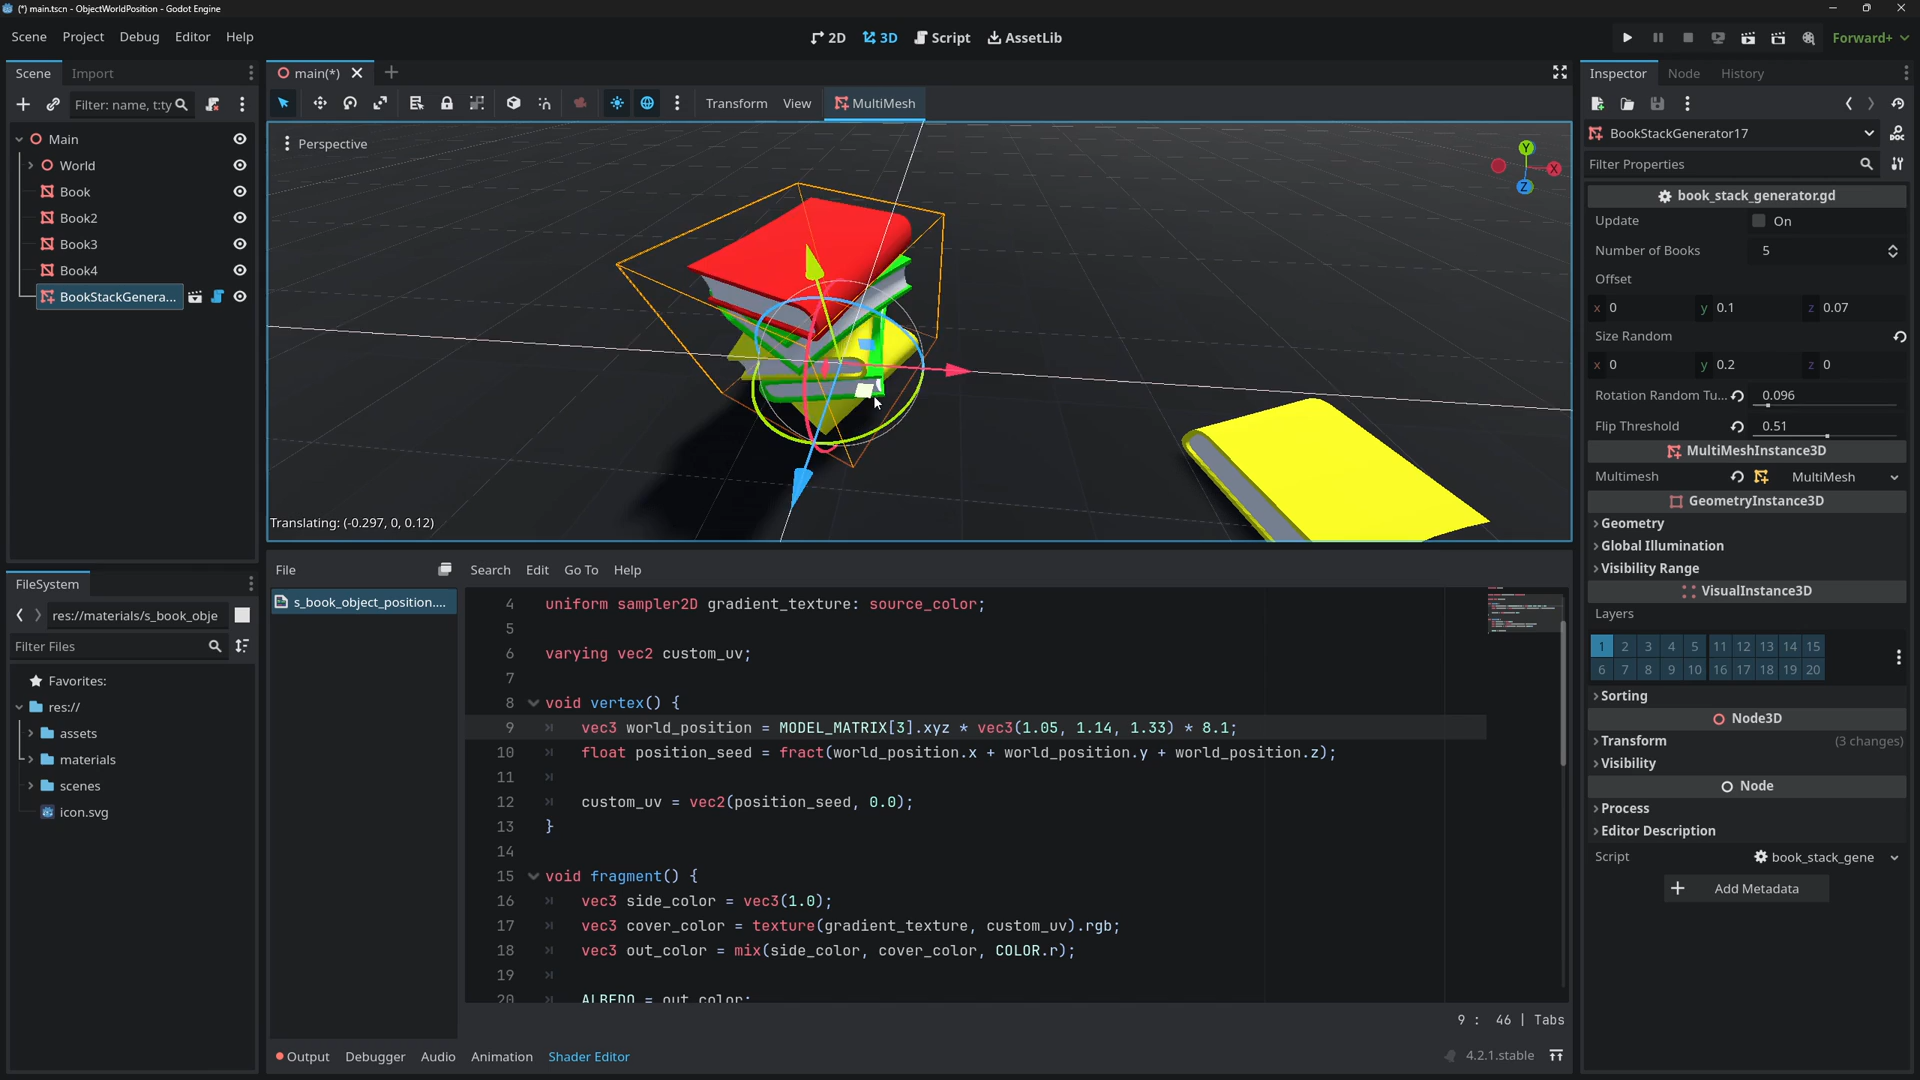 (*) main.tscn - ObjectWorldPosition - Godot Engine
Scene Project Debug Editor Help
2D 3D Script AssetLib
Forward+
Scene Import
Filter: name, t:ty
Main
World
Book
Book2
Book3
Book4
BookStackGenera...
main(*)
Transform View MultiMesh
Perspective
Y
X
Z
Translating: (-0.297, 0, 0.12)
FileSystem
res://materials/s_book_obje
Filter Files
Favorites:
res://
assets
materials
scenes
icon.svg
File
s_book_object_position....
Search Edit Go To Help
4 uniform sampler2D gradient_texture: source_color;
5
6 varying vec2 custom_uv;
7
8 void vertex() {
9 vec3 world_position = MODEL_MATRIX[3].xyz * vec3(1.05, 1.14, 1.33) * 8.1;
10 float position_seed = fract(world_position.x + world_position.y + world_position.z);
11
12 custom_uv = vec2(position_seed, 0.0);
13 }
14
15 void fragment() {
16 vec3 side_color = vec3(1.0);
17 vec3 cover_color = texture(gradient_texture, custom_uv).rgb;
18 vec3 out_color = mix(side_color, cover_color, COLOR.r);
19
20 ALBEDO = out_color;
9 : 46 | Tabs
Output Debugger Audio Animation Shader Editor
4.2.1.stable
Inspector Node History
BookStackGenerator17
DOC
Filter Properties
book_stack_generator.gd
Update On
Number of Books 5
Offset
x 0 y 0.1 z 0.07
Size Random
x 0 y 0.2 z 0
Rotation Random Tu... 0.096
Flip Threshold 0.51
MultiMeshInstance3D
Multimesh MultiMesh
GeometryInstance3D
Geometry
Global Illumination
Visibility Range
VisualInstance3D
Layers
1 2 3 4 5 11 12 13 14 15
6 7 8 9 10 16 17 18 19 20
Sorting
Node3D
Transform (3 changes)
Visibility
Node
Process
Editor Description
Script book_stack_gene
Add Metadata